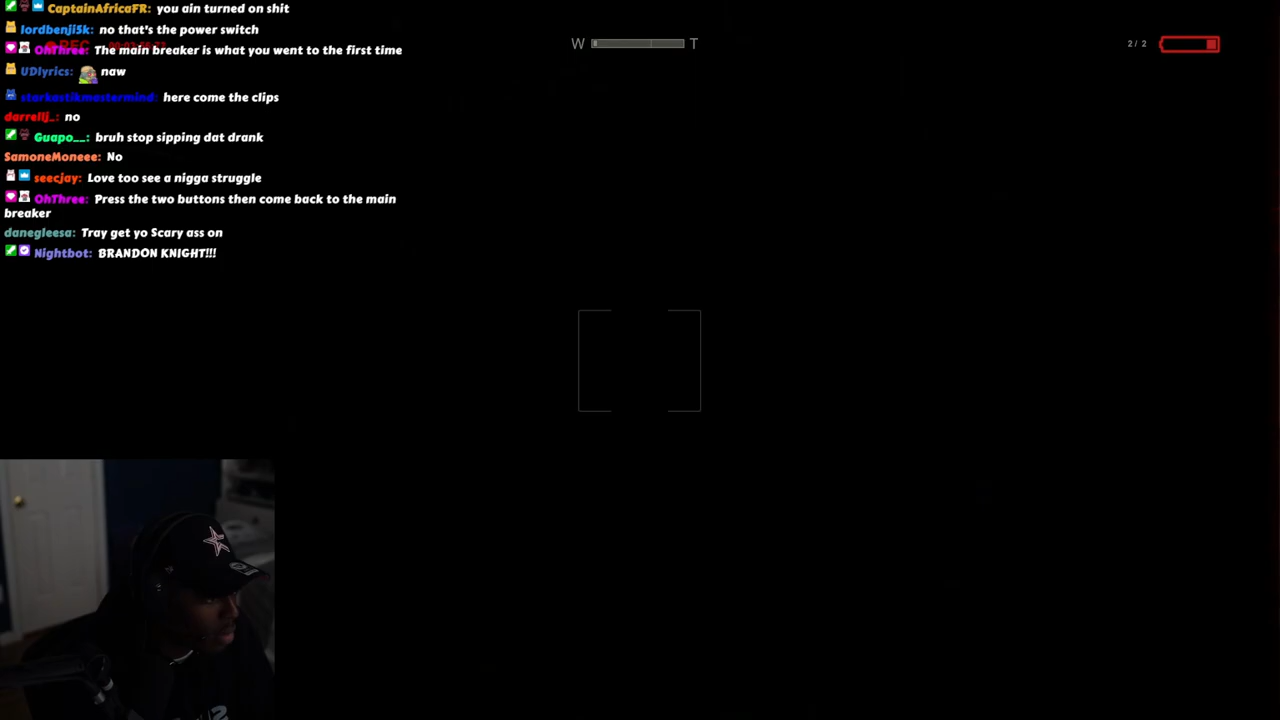 CaptainAfricaFR: you ain turned on shit
lordbenji5k: no that's the power switch
REC
W T
2 / 2
OhThree: The main breaker is what you went to the first time
UDlyrics: naw
starkastikmastermind: here come the clips
darrellj_: no
Guapo__: bruh stop sipping dat drank
SamoneMoneee: No
seecjay: Love too see a nigga struggle
OhThree: Press the two buttons then come back to the main
breaker
danegleesa: Tray get yo Scary ass on
Nightbot: BRANDON KNIGHT!!!